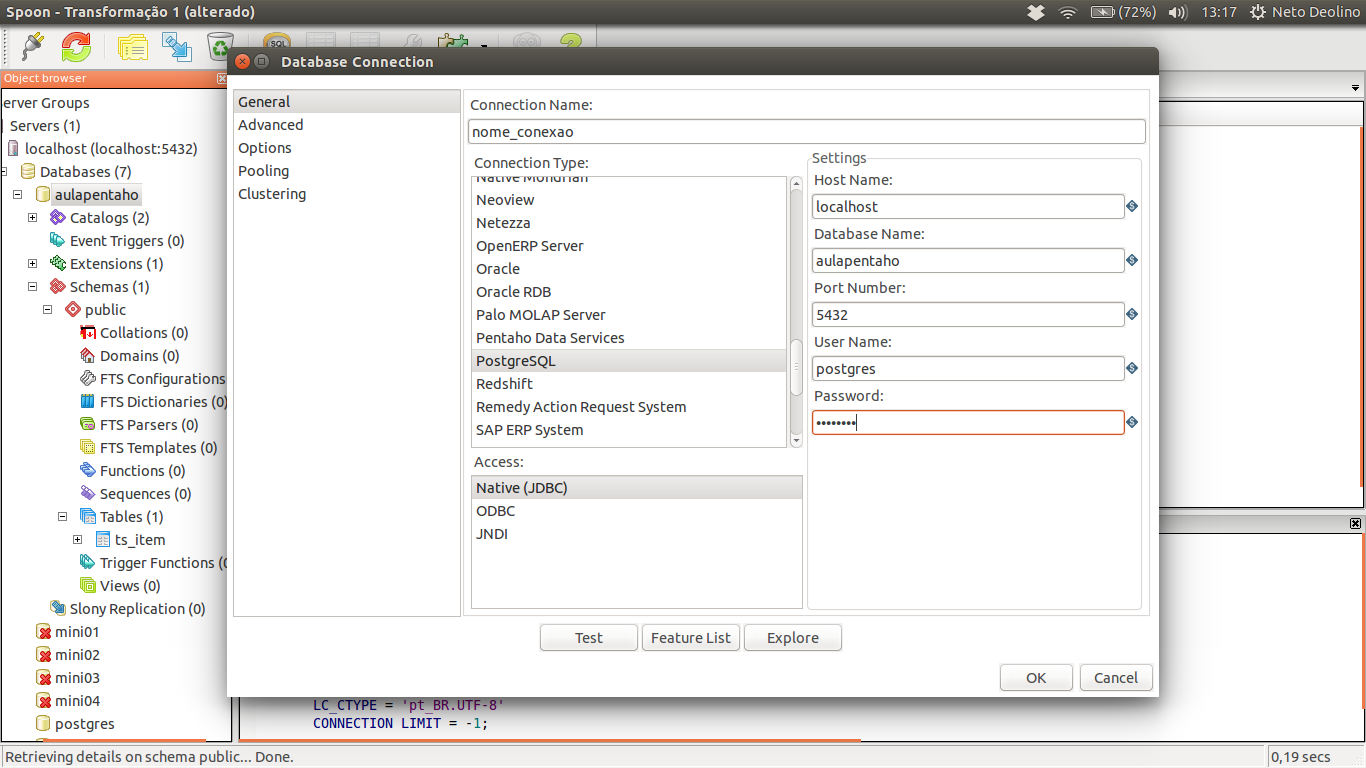 Spoon - Transformação 1 (alterado)
(72%)
13:17
Neto Deolino
SQL
Object browser
Database Connection
erver Groups
Servers (1)
localhost (localhost:5432)
Databases (7)
aulapentaho
Catalogs (2)
Event Triggers (0)
Extensions (1)
Schemas (1)
public
Collations (0)
Domains (0)
FTS Configurations
FTS Dictionaries (0)
FTS Parsers (0)
FTS Templates (0)
Functions (0)
Sequences (0)
Tables (1)
ts_item
Trigger Functions (
Views (0)
Slony Replication (0)
mini01
mini02
mini03
mini04
postgres
General
Advanced
Options
Pooling
Clustering
Connection Name:
nome_conexao
Connection Type:
Native Mondrian
Neoview
Netezza
OpenERP Server
Oracle
Oracle RDB
Palo MOLAP Server
Pentaho Data Services
PostgreSQL
Redshift
Remedy Action Request System
SAP ERP System
Access:
Native (JDBC)
ODBC
JNDI
Settings
Host Name:
localhost
Database Name:
aulapentaho
Port Number:
5432
User Name:
postgres
Password:
••••••••
Test
Feature List
Explore
OK
Cancel
LC_CTYPE = 'pt_BR.UTF-8'
CONNECTION LIMIT = -1;
Retrieving details on schema public... Done.
0,19 secs